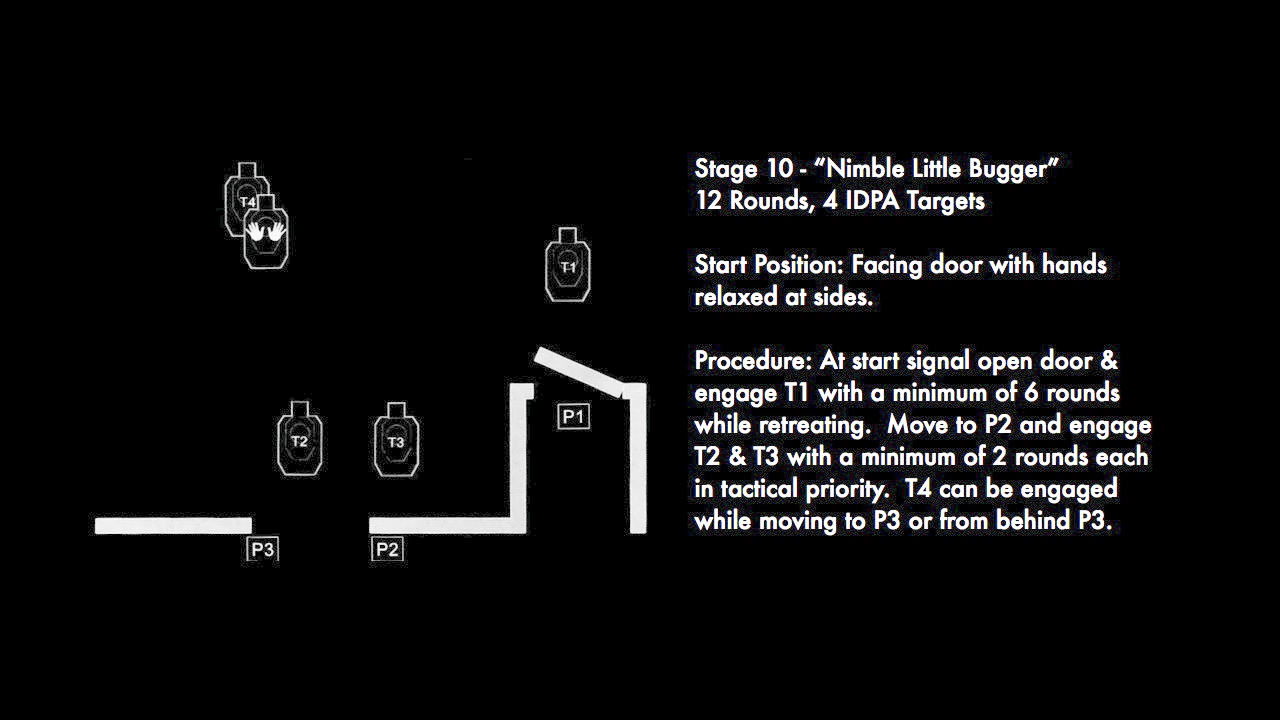 Stage 10 - “Nimble Little Bugger”
12 Rounds, 4 IDPA Targets
Start Position: Facing door with hands
relaxed at sides.
Procedure: At start signal open door &
engage T1 with a minimum of 6 rounds
while retreating.  Move to P2 and engage
T2 & T3 with a minimum of 2 rounds each
in tactical priority.  T4 can be engaged
while moving to P3 or from behind P3.
T4
T1
P1
T2
T3
P3
P2